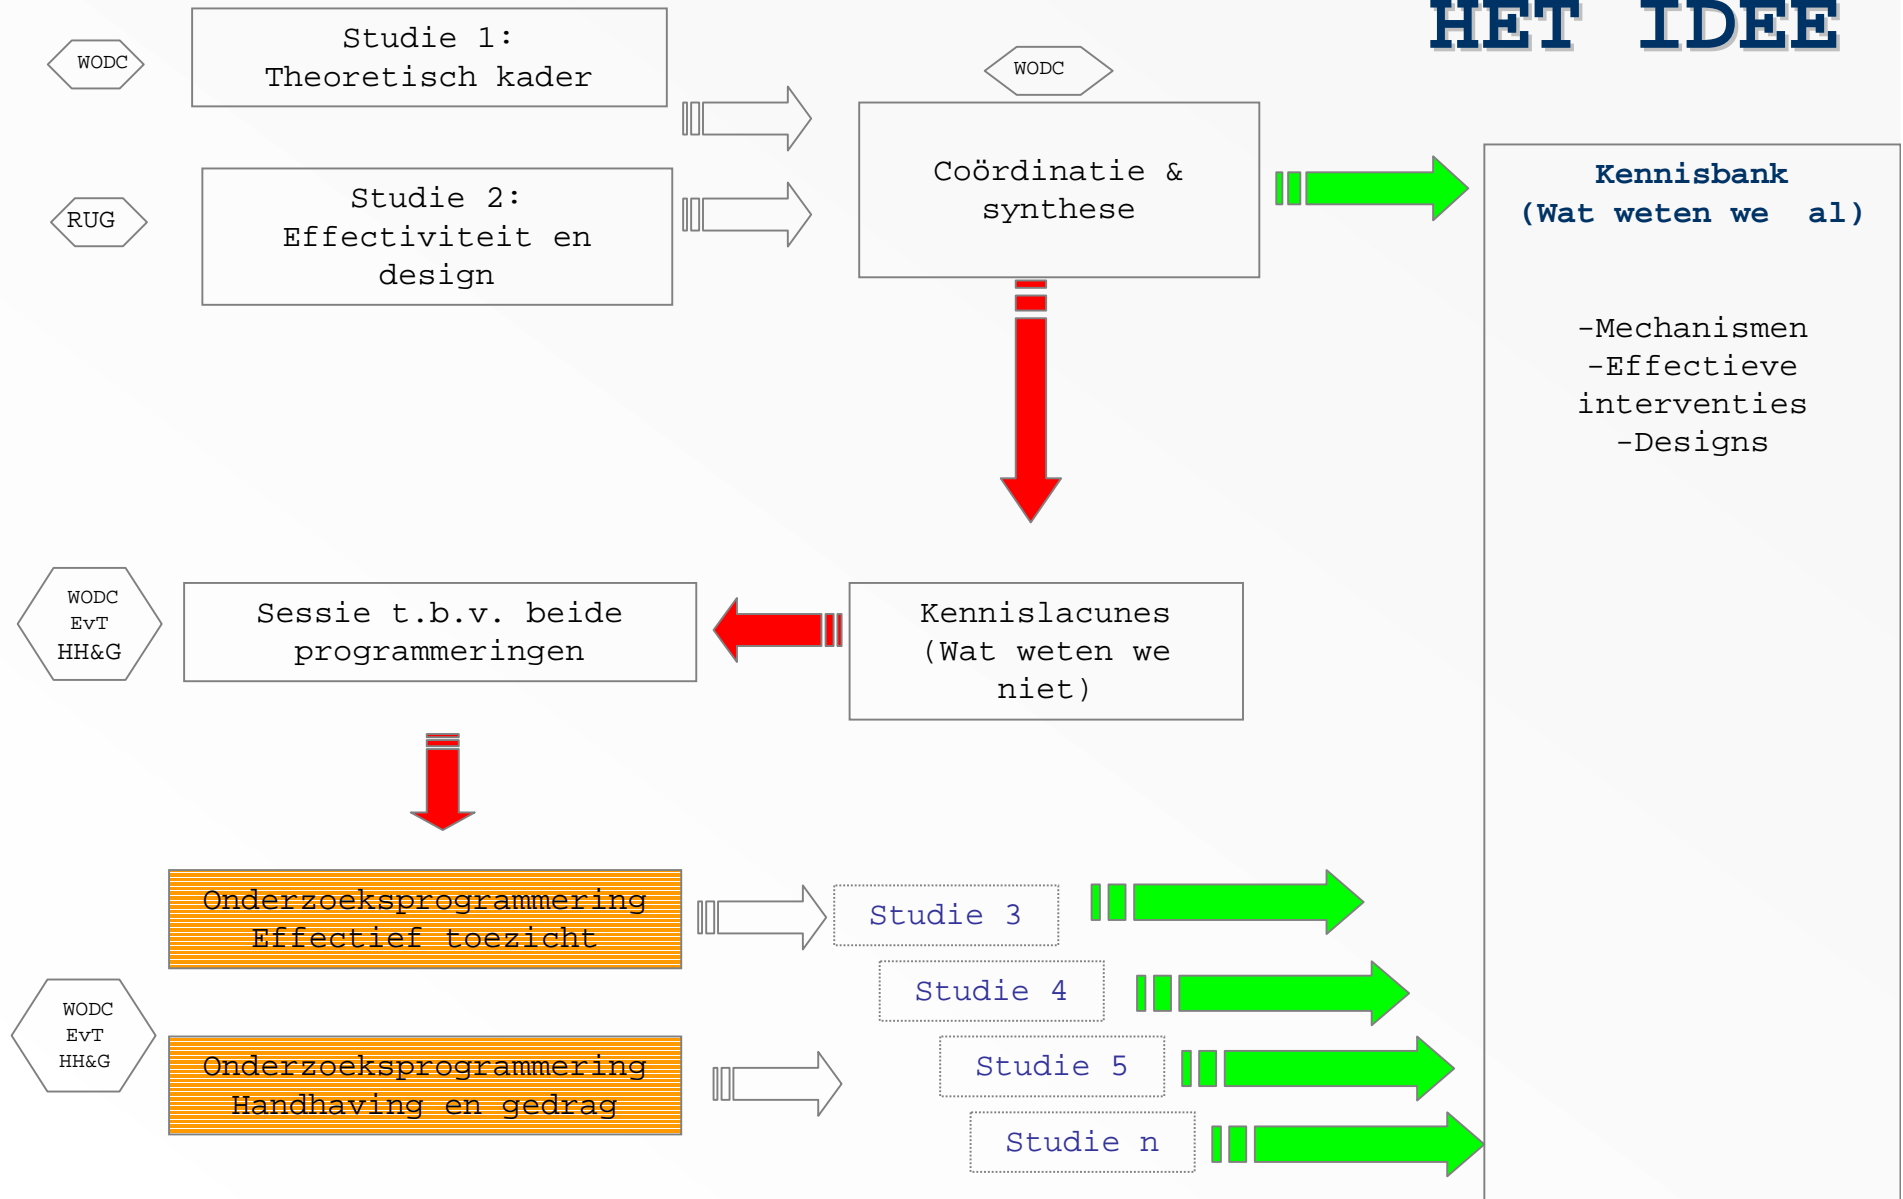 HET IDEE
WODC
Studie 1:
Theoretisch kader
WODC
RUG
Studie 2:
Effectiviteit en
design
Coördinatie &
synthese
Kennisbank
(Wat weten we  al)
-Mechanismen
-Effectieve
interventies
-Designs
WODC
EvT
HH&G
Sessie t.b.v. beide
programmeringen
Kennislacunes
(Wat weten we
niet)
Onderzoeksprogrammering
Effectief toezicht
Studie 3
Studie 4
WODC
EvT
HH&G
Onderzoeksprogrammering
Handhaving en gedrag
Studie 5
Studie n